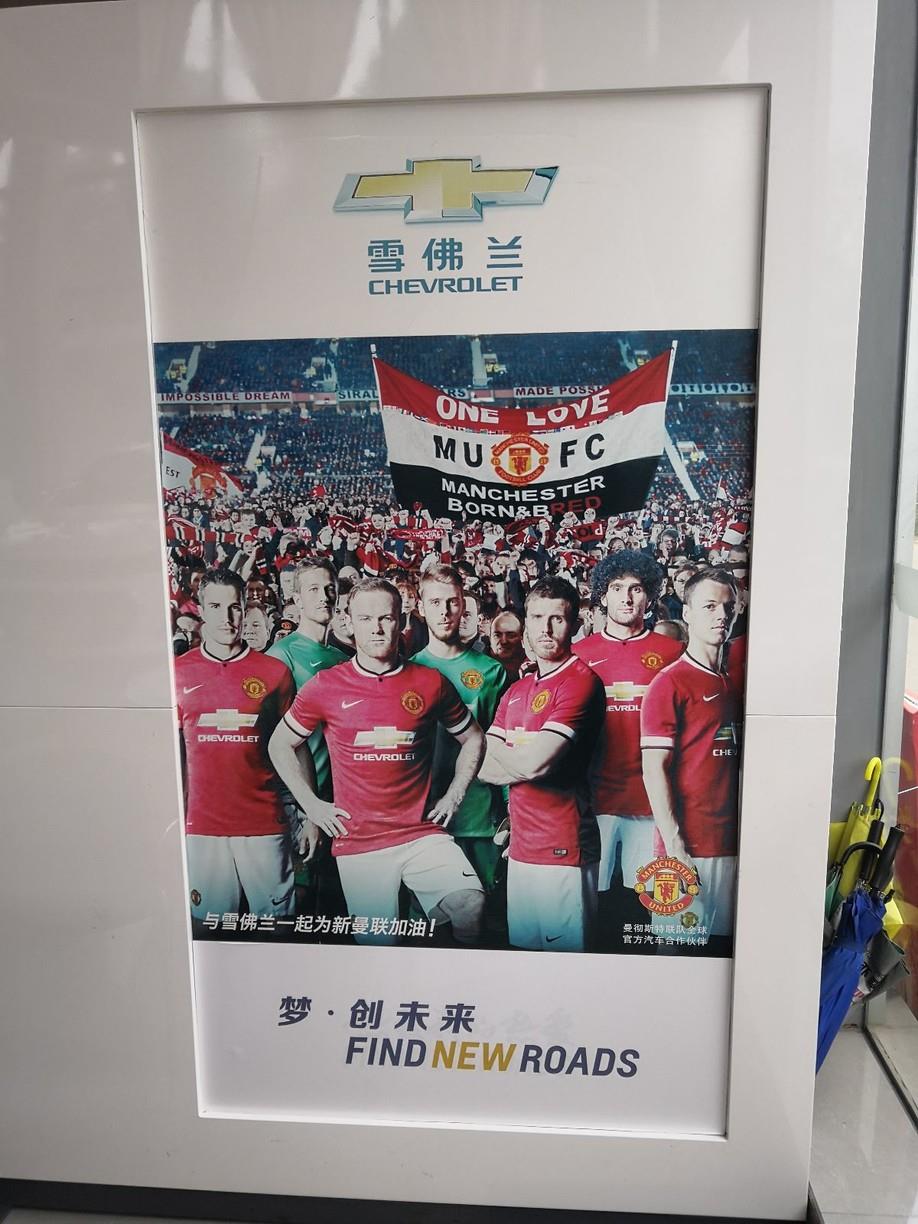 雪佛兰
CHEVROLET
IMPOSSIBLE DREAM
MADE POSSI
ONE LOVE
MU FC
MANCHESTER
BORN&BRED
EST
CHEVROLET
CHEVROLET
MANCHESTER
UNITED
与雪佛兰一起为新曼联加油!
曼彻斯特联队全球
官方汽车合作伙伴
梦·创未来
FIND NEW ROADS